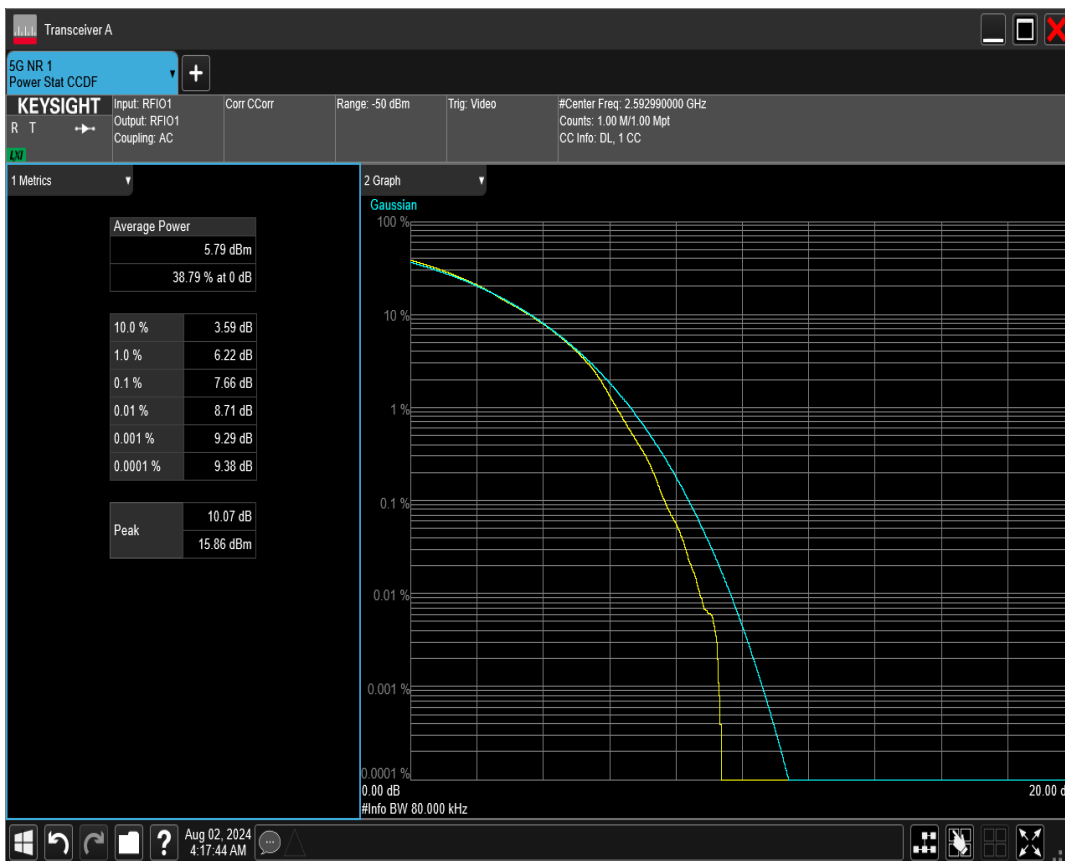 Transceiver A
5G NR 1
Power Stat CCDF
KEYSIGHT
R T
LXI
Input: RFIO1
Output: RFIO1
Coupling: AC
Corr CCorr
Range: -50 dBm
Trig: Video
#Center Freq: 2.592990000 GHz
Counts: 1.00 M/1.00 Mpt
CC Info: DL, 1 CC
1 Metrics
Average Power
5.79 dBm
38.79 % at 0 dB
10.0 % 3.59 dB
1.0 % 6.22 dB
0.1 % 7.66 dB
0.01 % 8.71 dB
0.001 % 9.29 dB
0.0001 % 9.38 dB
Peak
10.07 dB
15.86 dBm
2 Graph
Gaussian
100 %
10 %
1 %
0.1 %
0.01 %
0.001 %
0.0001 %
0.00 dB 20.00 d
#Info BW 80.000 kHz
Aug 02, 2024
4:17:44 AM